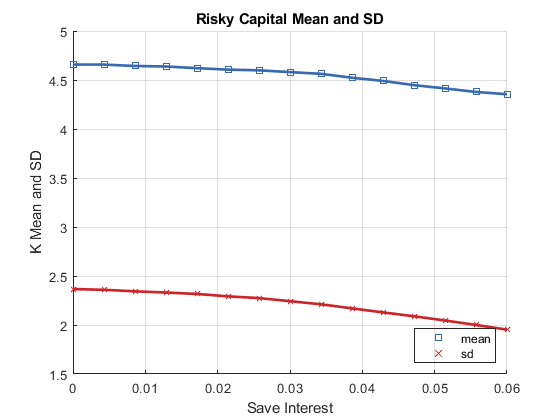 Risky Capital Mean and SD
K Mean and SD
5
4.5
4
3.5
3
2.5
2
1.5
0 0.01 0.02 0.03 0.04 0.05 0.06
Save Interest
mean
sd